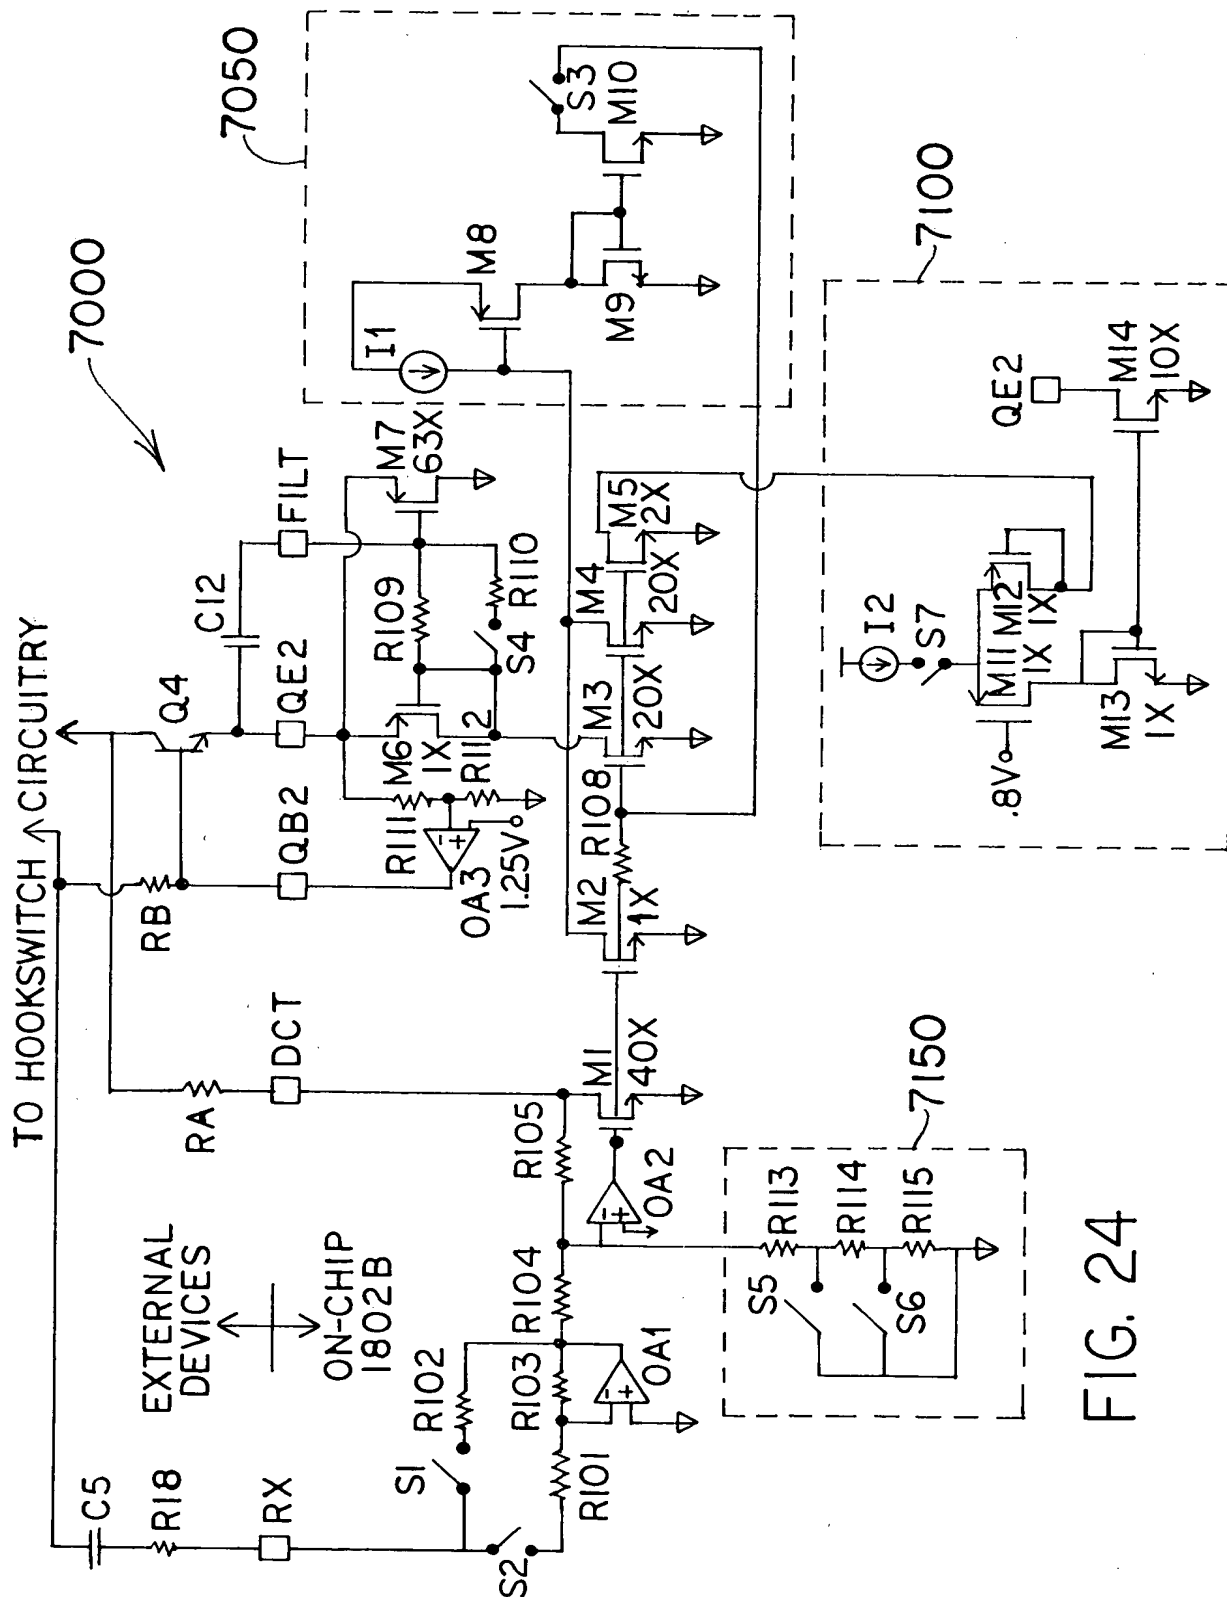 TO HOOKSWITCH CIRCUITRY
7000
7050
EXTERNAL
DEVICES
ON-CHIP
1802B
C5
R18
RX
S1
R102
S2
R101
R103
OA1
R104
R105
OA2
RA
DCT
M1
40X
RB
Q4
QB2
QE2
C12
FILT
R111
R112
OA3
1.25V
M6
1X
R109
R110
S4
M7
63X
M2
1X
R108
M3
20X
M4
20X
M5
2X
I1
M8
M9
M10
S3
7100
I2
S7
.8V
M11
1X
M12
1X
M13
1X
QE2
M14
10X
7150
R113
R114
R115
S5
S6
FIG. 24